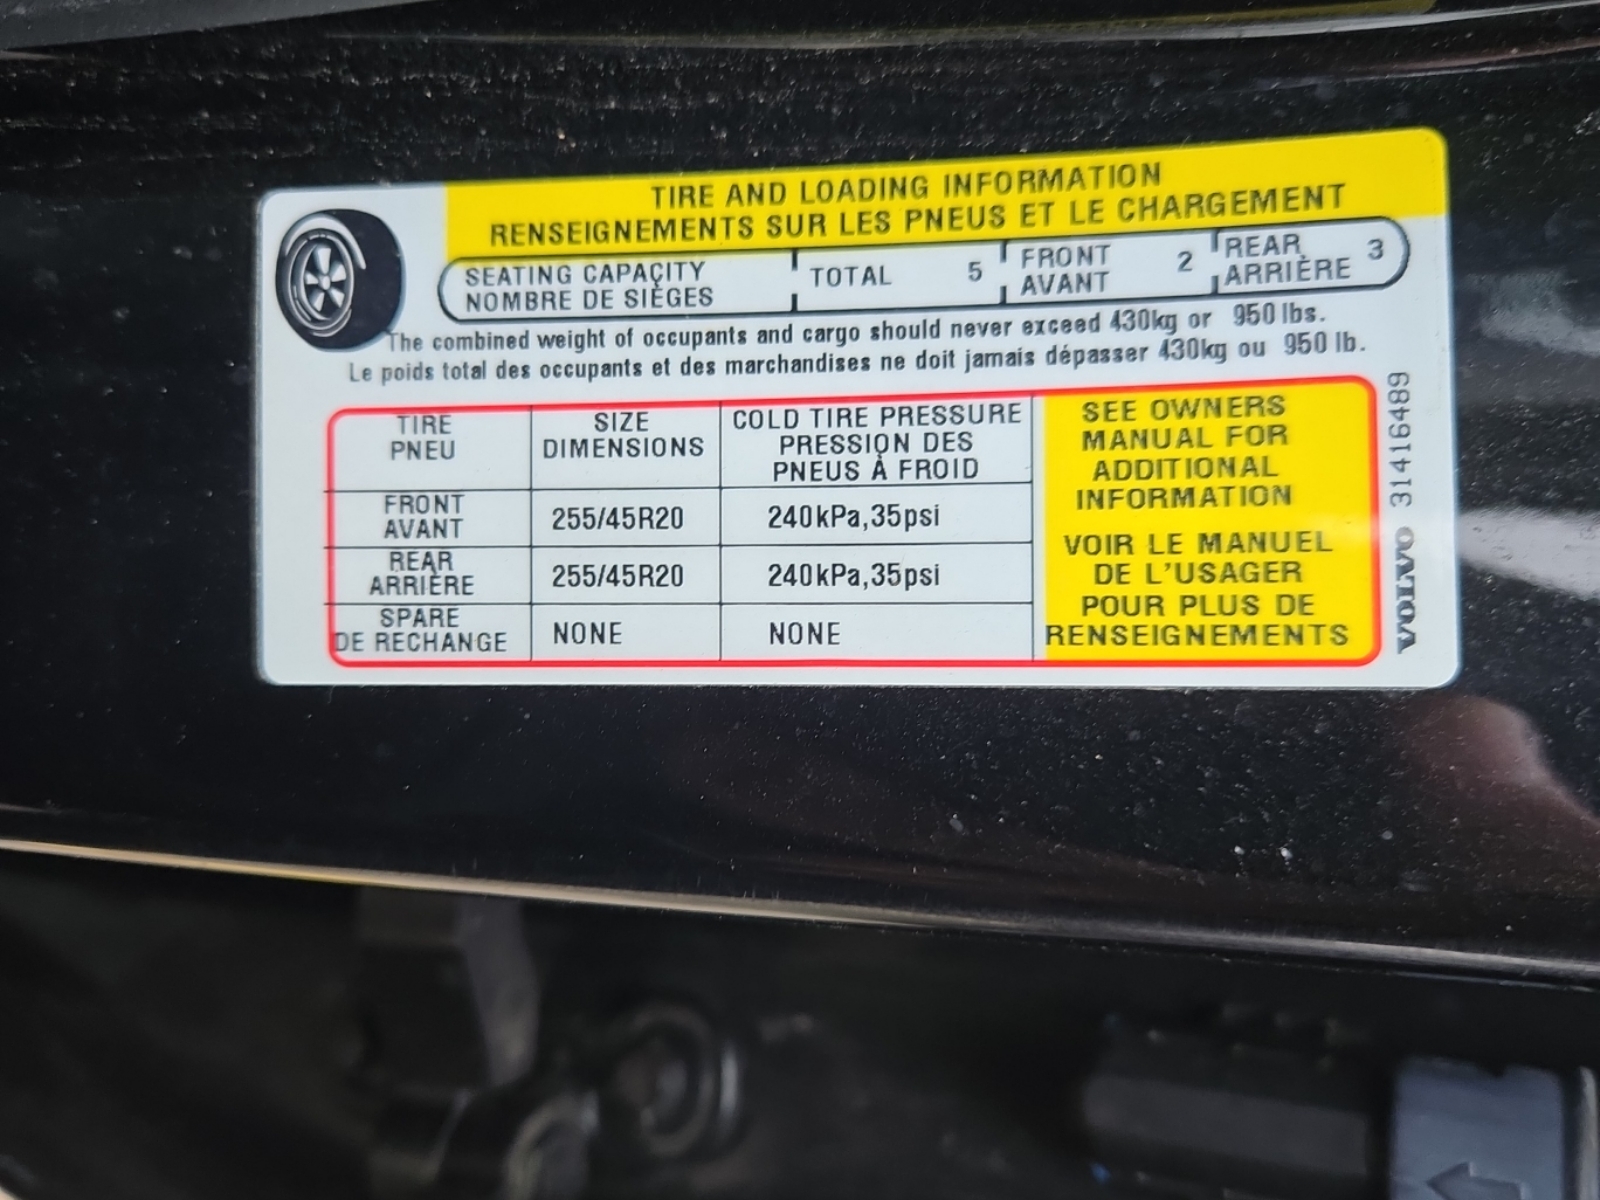 TIRE AND LOADING INFORMATION
RENSEIGNEMENTS SUR LES PNEUS ET LE CHARGEMENT
SEATING CAPACITY
NOMBRE DE SIÈGES
TOTAL 5
FRONT
AVANT
2
REAR
ARRIÈRE
3
The combined weight of occupants and cargo should never exceed 430kg or 950 lbs.
Le poids total des occupants et des marchandises ne doit jamais dépasser 430kg ou 950 lb.
TIRE
PNEU
SIZE
DIMENSIONS
COLD TIRE PRESSURE
PRESSION DES
PNEUS À FROID
FRONT
AVANT
255/45R20
240kPa,35psi
REAR
ARRIÈRE
255/45R20
240kPa,35psi
SPARE
DE RECHANGE
NONE
NONE
SEE OWNERS
MANUAL FOR
ADDITIONAL
INFORMATION
VOIR LE MANUEL
DE L'USAGER
POUR PLUS DE
RENSEIGNEMENTS
VOLVO 31416489